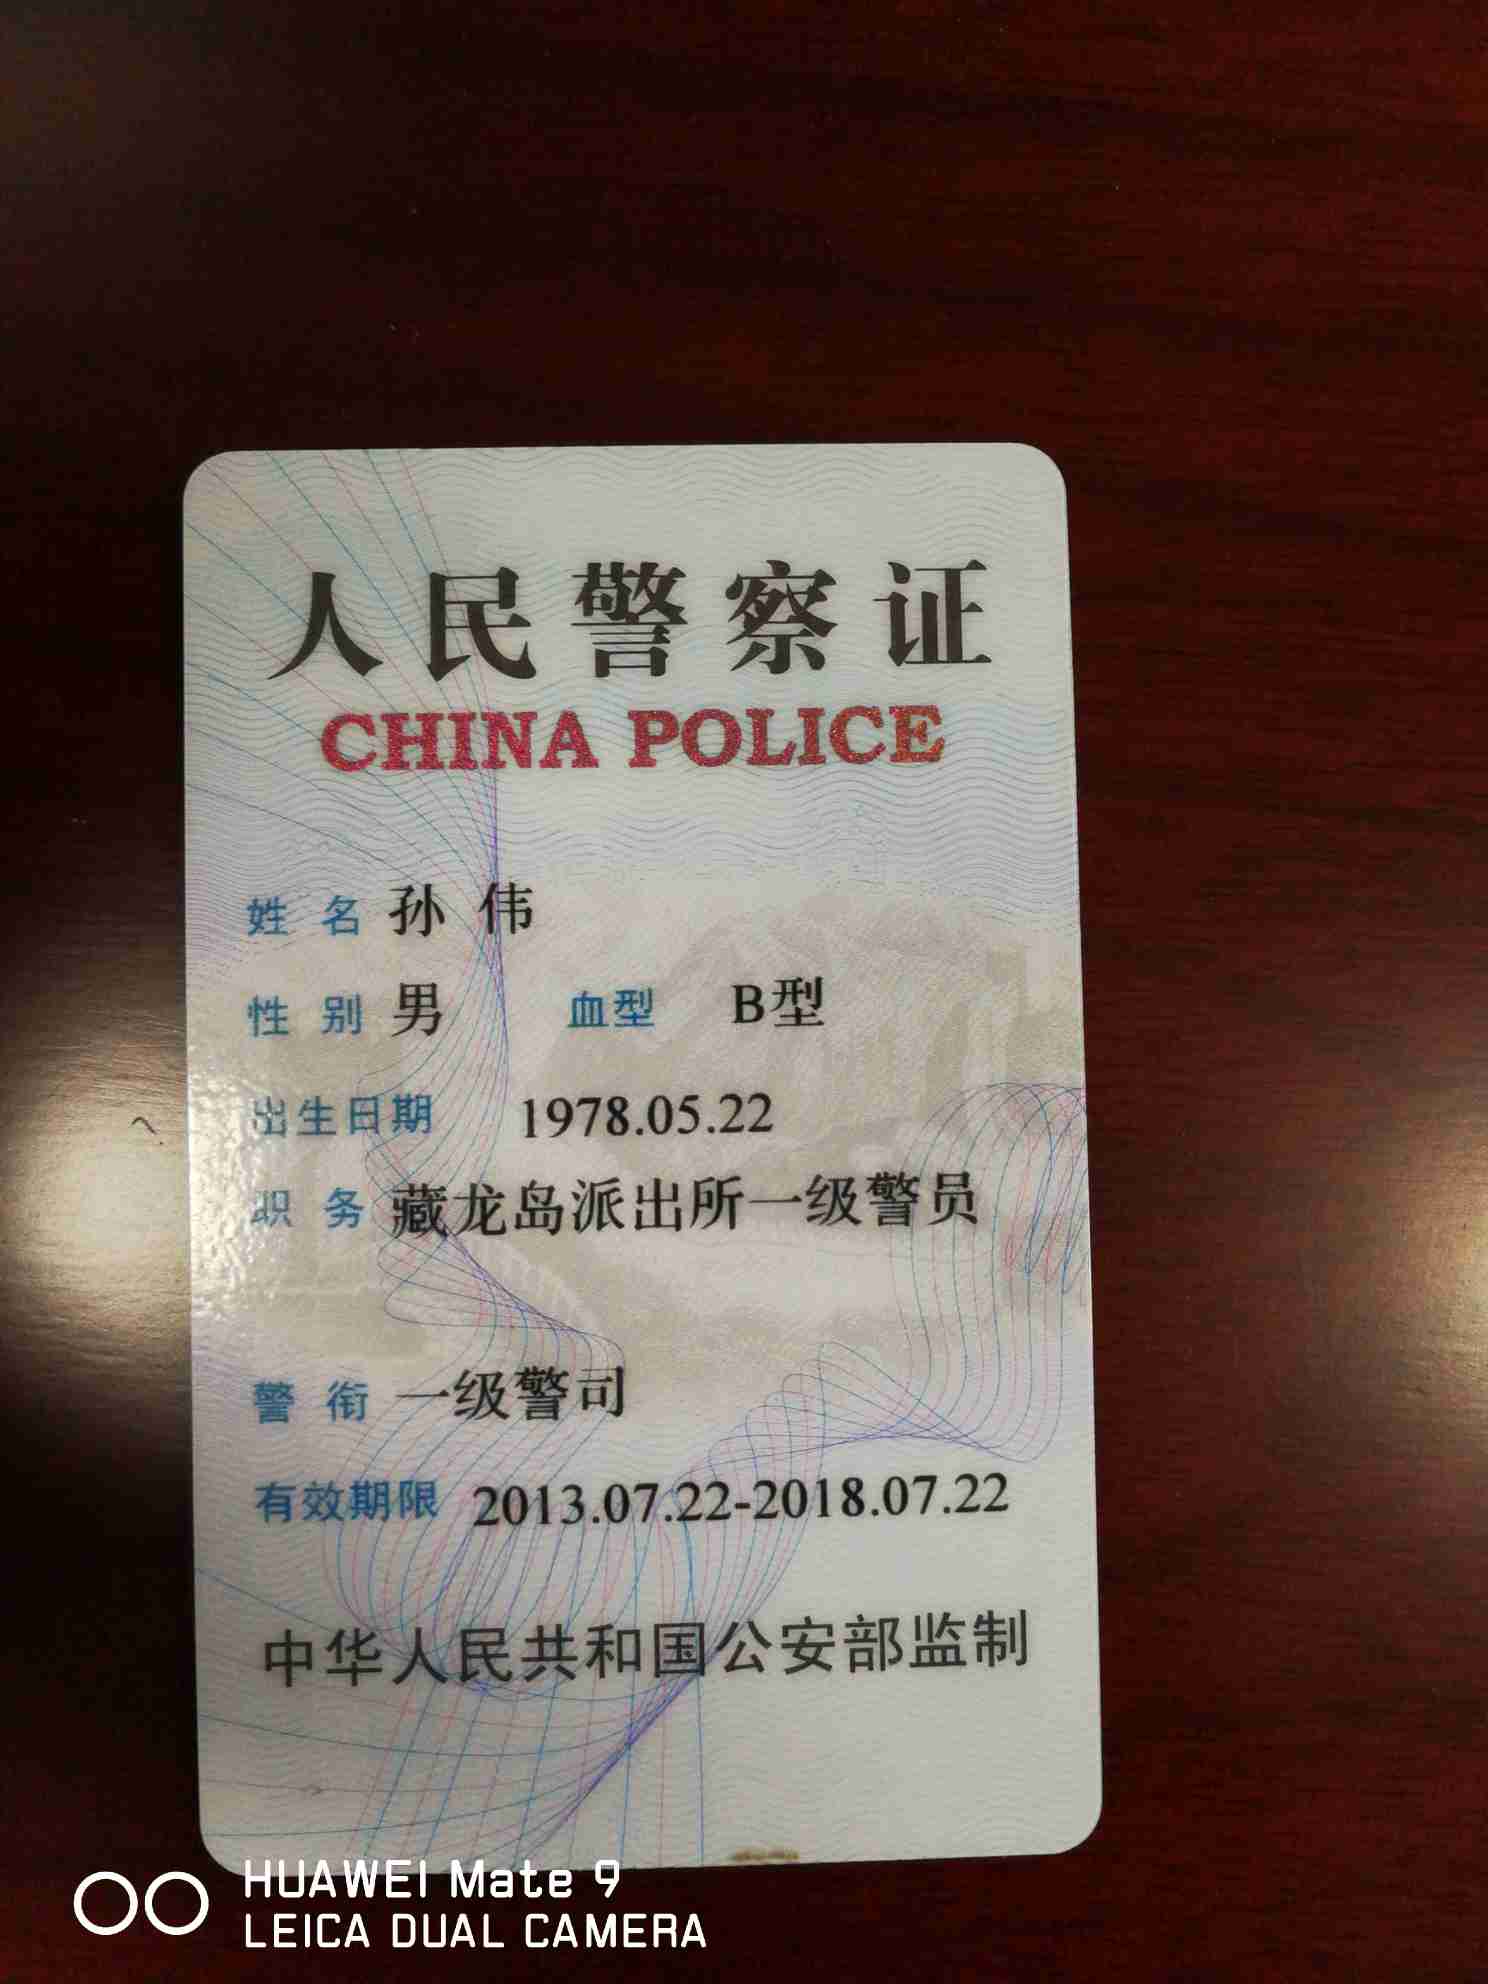 人民警察证
CHINA POLICE
姓 名 孙 伟
性 别 男 血型 B型
出生日期 1978.05.22
职 务 藏龙岛派出所一级警员
警 衔 一级警司
有效期限 2013.07.22-2018.07.22
中华人民共和国公安部监制
HUAWEI Mate 9
LEICA DUAL CAMERA